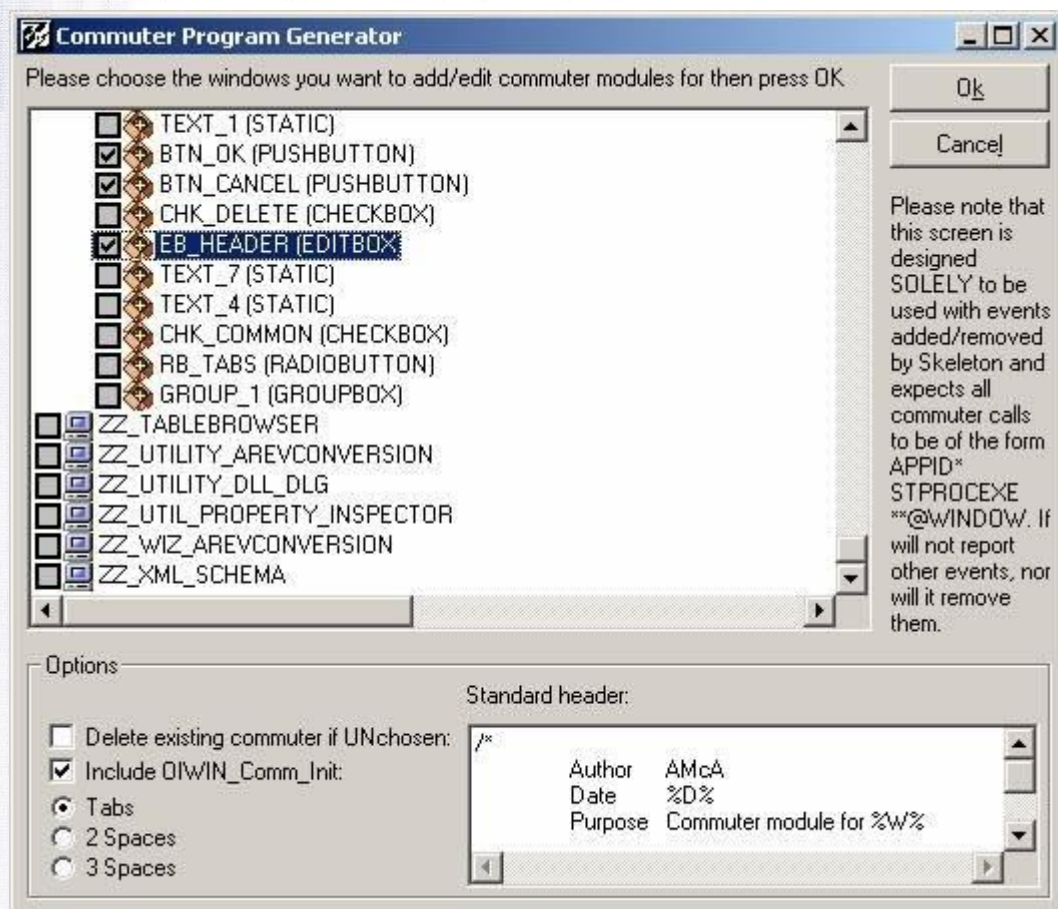 Commuter Program Generator
Please choose the windows you want to add/edit commuter modules for then press OK
Ok
Cancel
TEXT_1 (STATIC)
BTN_OK (PUSHBUTTON)
BTN_CANCEL (PUSHBUTTON)
CHK_DELETE (CHECKBOX)
EB_HEADER (EDITBOX
TEXT_7 (STATIC)
TEXT_4 (STATIC)
CHK_COMMON (CHECKBOX)
RB_TABS (RADIOBUTTON)
GROUP_1 (GROUPBOX)
ZZ_TABLEBROWSER
ZZ_UTILITY_AREVCONVERSION
ZZ_UTILITY_DLL_DLG
ZZ_UTIL_PROPERTY_INSPECTOR
ZZ_WIZ_AREVCONVERSION
ZZ_XML_SCHEMA
Please note that
this screen is
designed
SOLELY to be
used with events
added/removed
by Skeleton and
expects all
commuter calls
to be of the form
APPID*
STPROCEXE
**@WINDOW. If
will not report
other events, nor
will it remove
them.
Options
Standard header:
Delete existing commuter if UNchosen:
Include OIWIN_Comm_Init:
Tabs
2 Spaces
3 Spaces
/*
Author AMcA
Date %D%
Purpose Commuter module for %W%